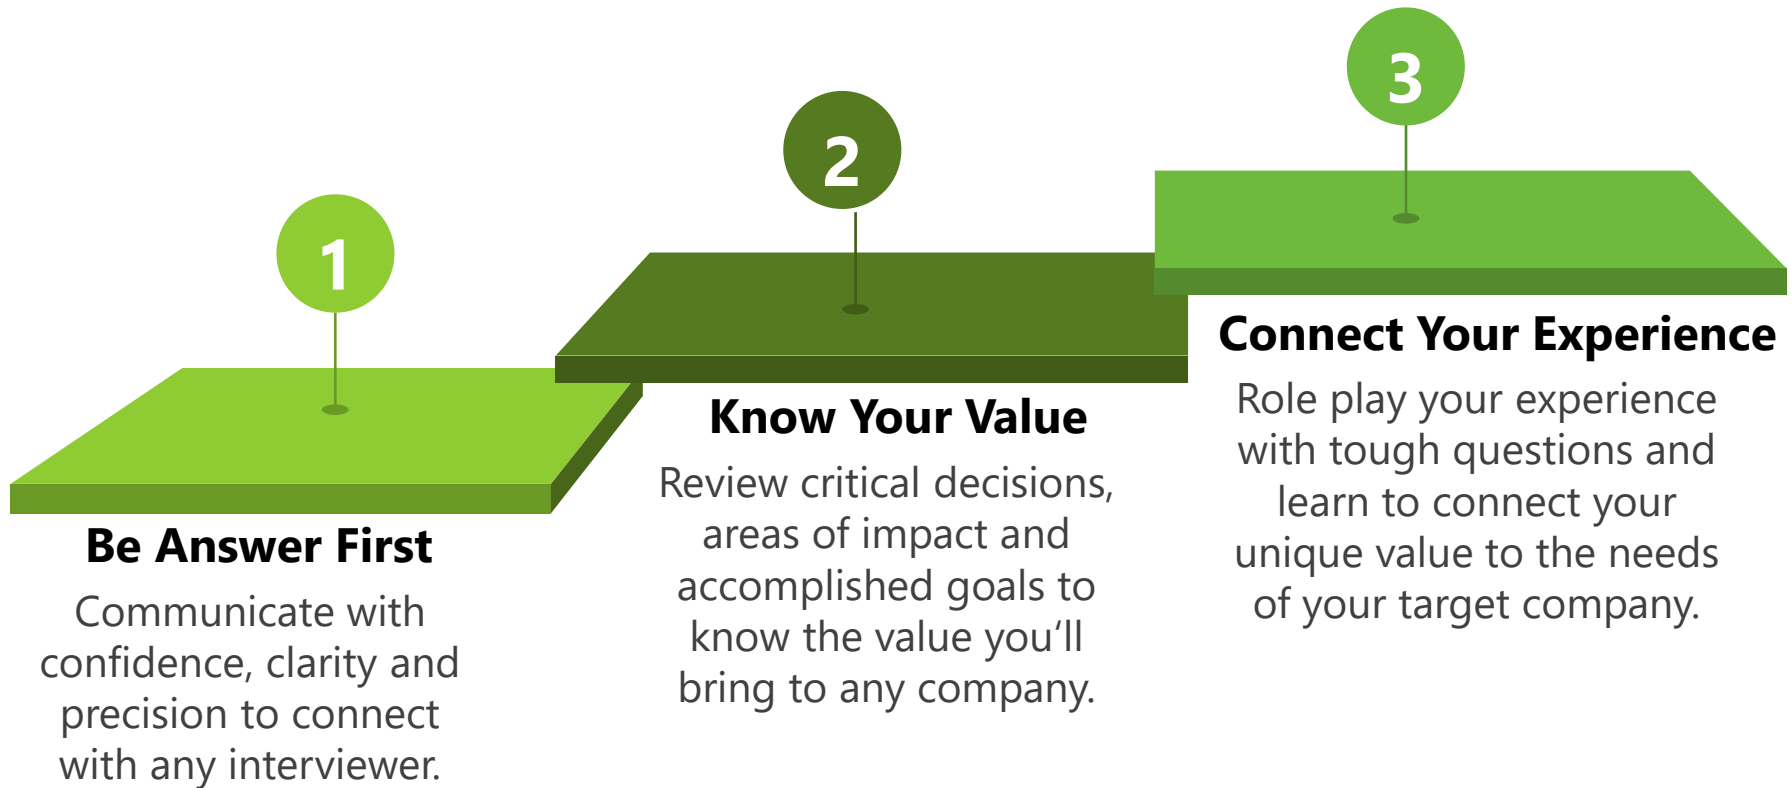 1
Be Answer First
Communicate with
confidence, clarity and
precision to connect
with any interviewer.
2
Know Your Value
Review critical decisions,
areas of impact and
accomplished goals to
know the value you‘ll
bring to any company.
3
Connect Your Experience
Role play your experience
with tough questions and
learn to connect your
unique value to the needs
of your target company.